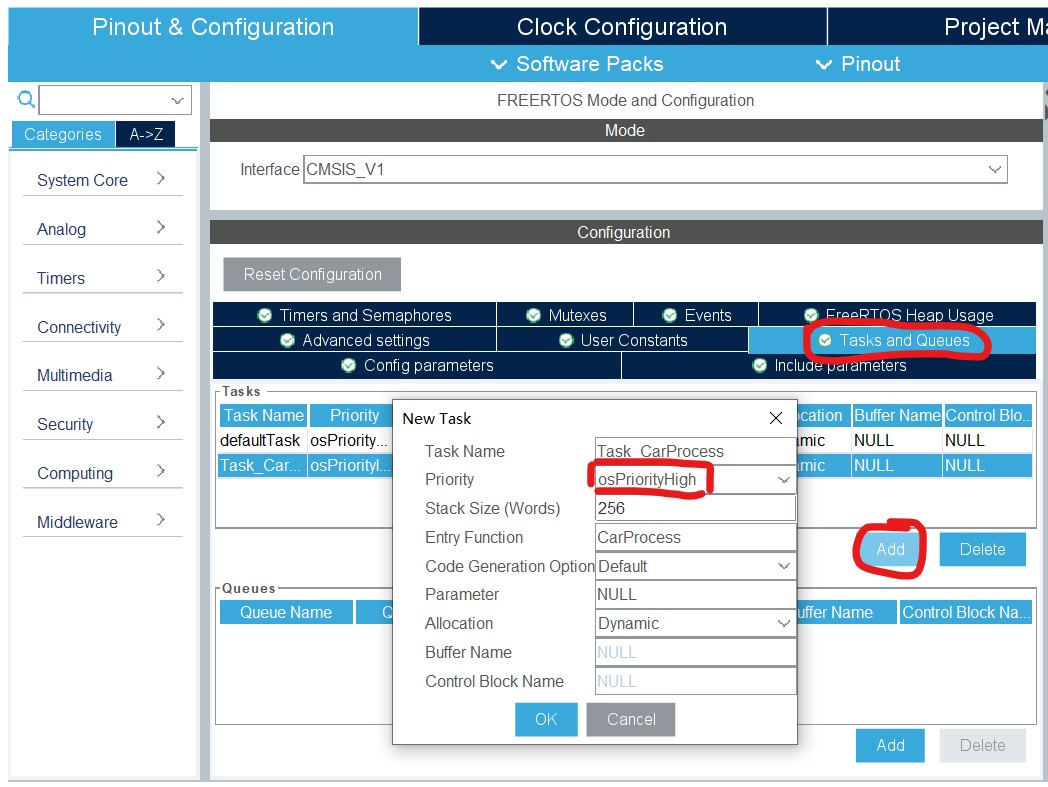 Pinout & Configuration Clock Configuration Project Ma
Software Packs Pinout
FREERTOS Mode and Configuration
Categories A->Z
Mode
System Core
Analog
Timers
Connectivity
Multimedia
Security
Computing
Middleware
Interface CMSIS_V1
Configuration
Reset Configuration
Timers and Semaphores Mutexes Events FreeRTOS Heap Usage
Advanced settings User Constants Tasks and Queues
Config parameters Include parameters
Tasks
Task Name Priority ocation Buffer Name Control Blo...
defaultTask osPriority... mic NULL NULL
Task_Car... osPriorityI... mic NULL NULL
Add Delete
Queues
Queue Name Q uffer Name Control Block Na...
Add Delete
New Task
Task Name Task_CarProcess
Priority osPriorityHigh
Stack Size (Words) 256
Entry Function CarProcess
Code Generation Option Default
Parameter NULL
Allocation Dynamic
Buffer Name NULL
Control Block Name NULL
OK Cancel